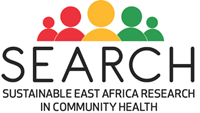 SEARCH
SUSTAINABLE EAST AFRICA RESEARCH
IN COMMUNITY HEALTH